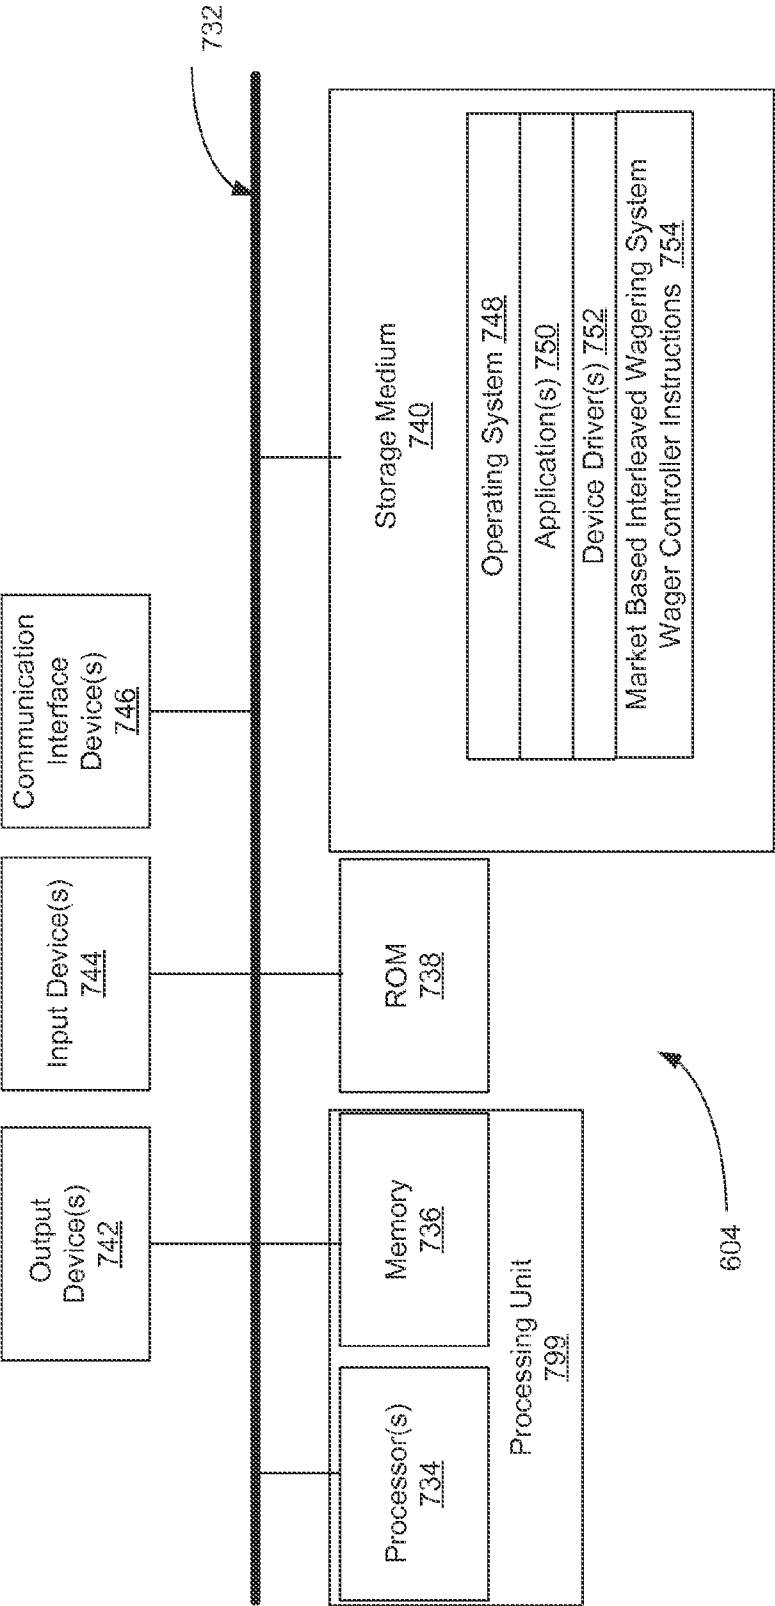 732
Output
Device(s)
742
Input Device(s)
744
Communication
Interface
Device(s)
746
Processor(s)
734
Memory
736
Processing Unit
799
ROM
738
Storage Medium
740
Operating System 748
Application(s) 750
Device Driver(s) 752
Market Based Interleaved Wagering System
Wager Controller Instructions 754
604